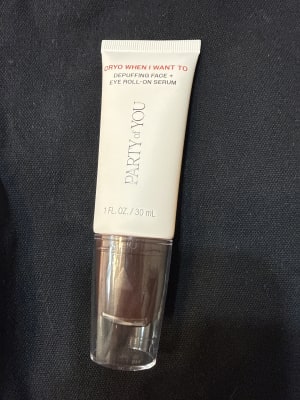 CRYO WHEN I WANT TO
DEPUFFING FACE +
EYE ROLL-ON SERUM
PARTY of YOU
1 FL. OZ. / 30 mL